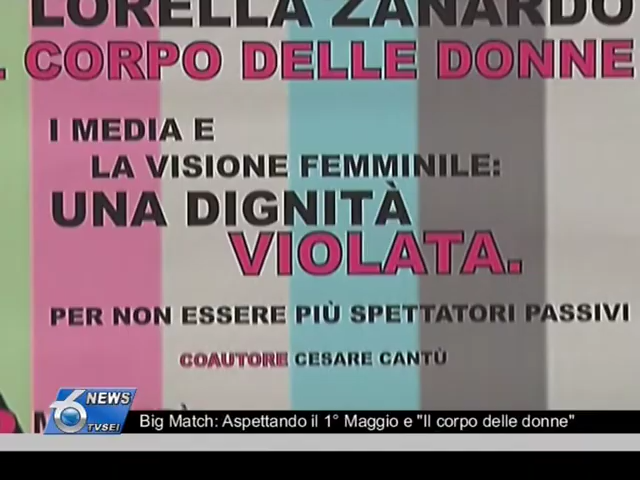 LORELLA ZANARDO
L CORPO DELLE DONNE
I MEDIA E
LA VISIONE FEMMINILE:
UNA DIGNITÀ
VIOLATA.
PER NON ESSERE PIÙ SPETTATORI PASSIVI
COAUTORE CESARE CANTÙ
6 NEWS
TVSEI
Big Match: Aspettando il 1° Maggio e "Il corpo delle donne"